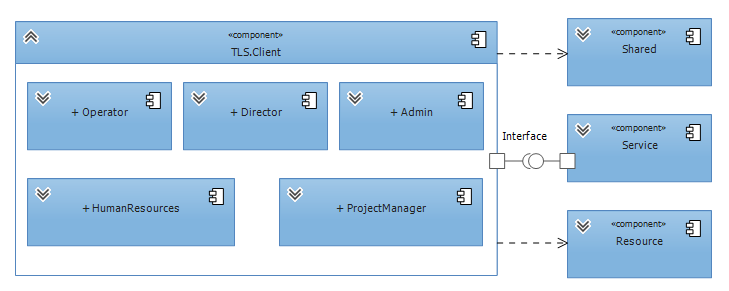 «component»
TLS.Client
+ Operator
+ Director
+ Admin
+ HumanResources
+ ProjectManager
Interface
«component»
Shared
«component»
Service
«component»
Resource